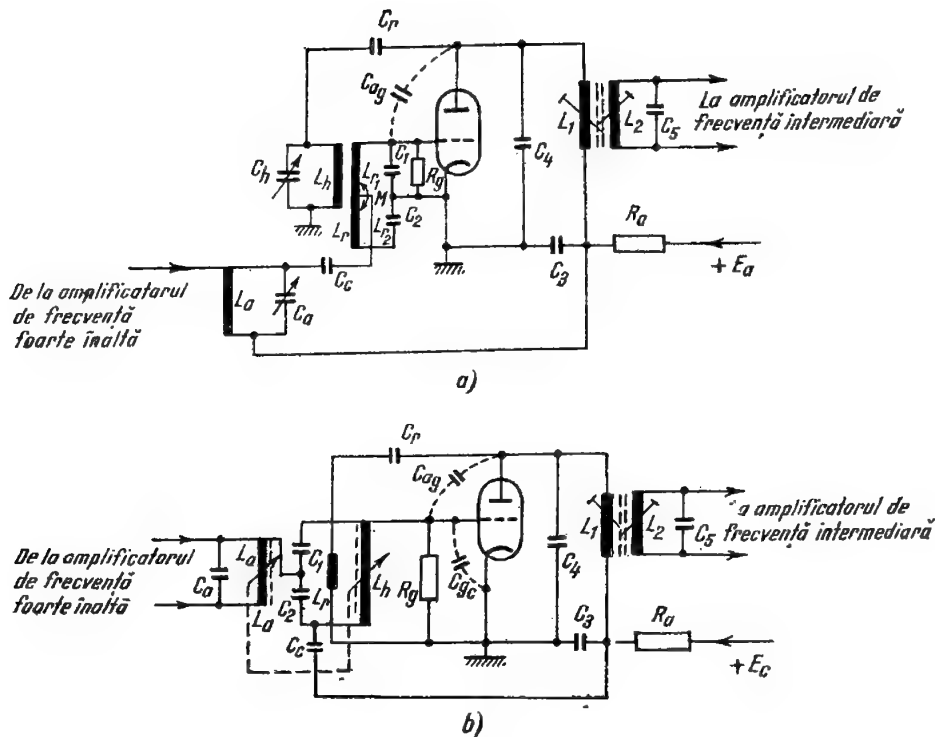 Cr
Cag
Ch
Lh
Lr1
M
Lr
Lr2
C1
Rg
C2
C4
L1
L2
C5
La amplificatorul de
frecvență intermediară
Cc
C3
Ra
+ Ea
De la amplificatarul
de frecvență
foarte înaltă
La
Ca
a)
Cr
Cag
L1
L2
C5
a amplificatorul de
frecvență intermediară
De la amplificatorul
de frecvență
foarte înaltă
Ca
La
La
C1
C2
Lr
Lh
Rg
Cgc
C4
Cc
C3
Ra
+ Ec
b)